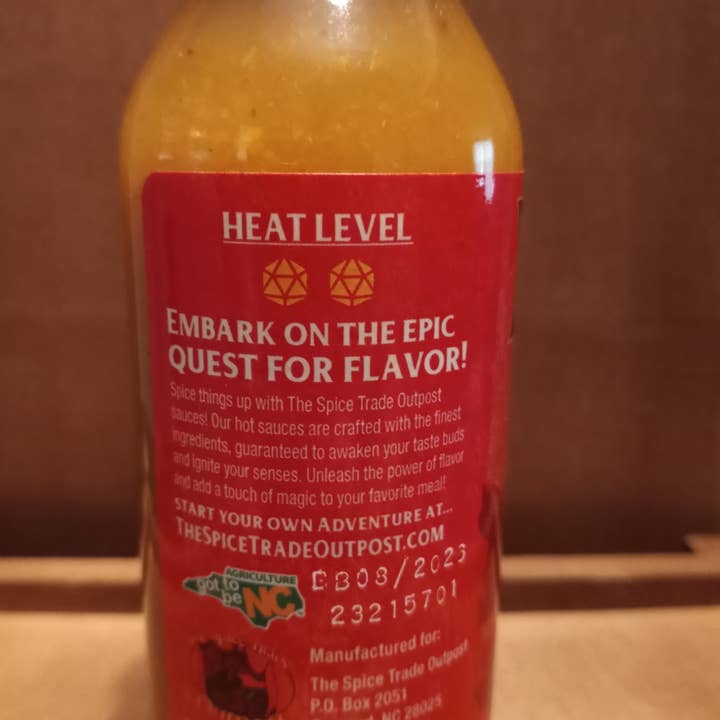 HEAT LEVEL
EMBARK ON THE EPIC
QUEST FOR FLAVOR!
Spice things up with The Spice Trade Outpost
sauces! Our hot sauces are crafted with the finest
ingredients, guaranteed to awaken your taste buds
and ignite your senses. Unleash the power of flavor
and add a touch of magic to your favorite meal!
START YOUR OWN ADVENTURE AT...
THESPICETRADEOUTPOST.COM
AGRICULTURE
got to
be NC
BB08/2026
23215701
Manufactured for:
The Spice Trade Outpost
P.O. Box 2051
NC 28025